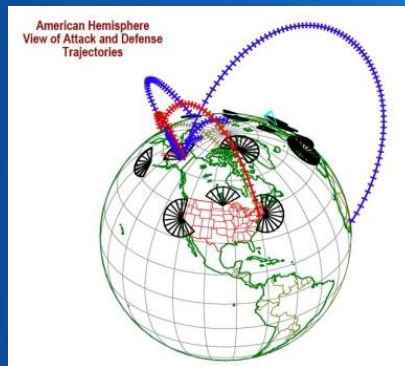 American Hemisphere
View of Attack and Defense
Trajectories